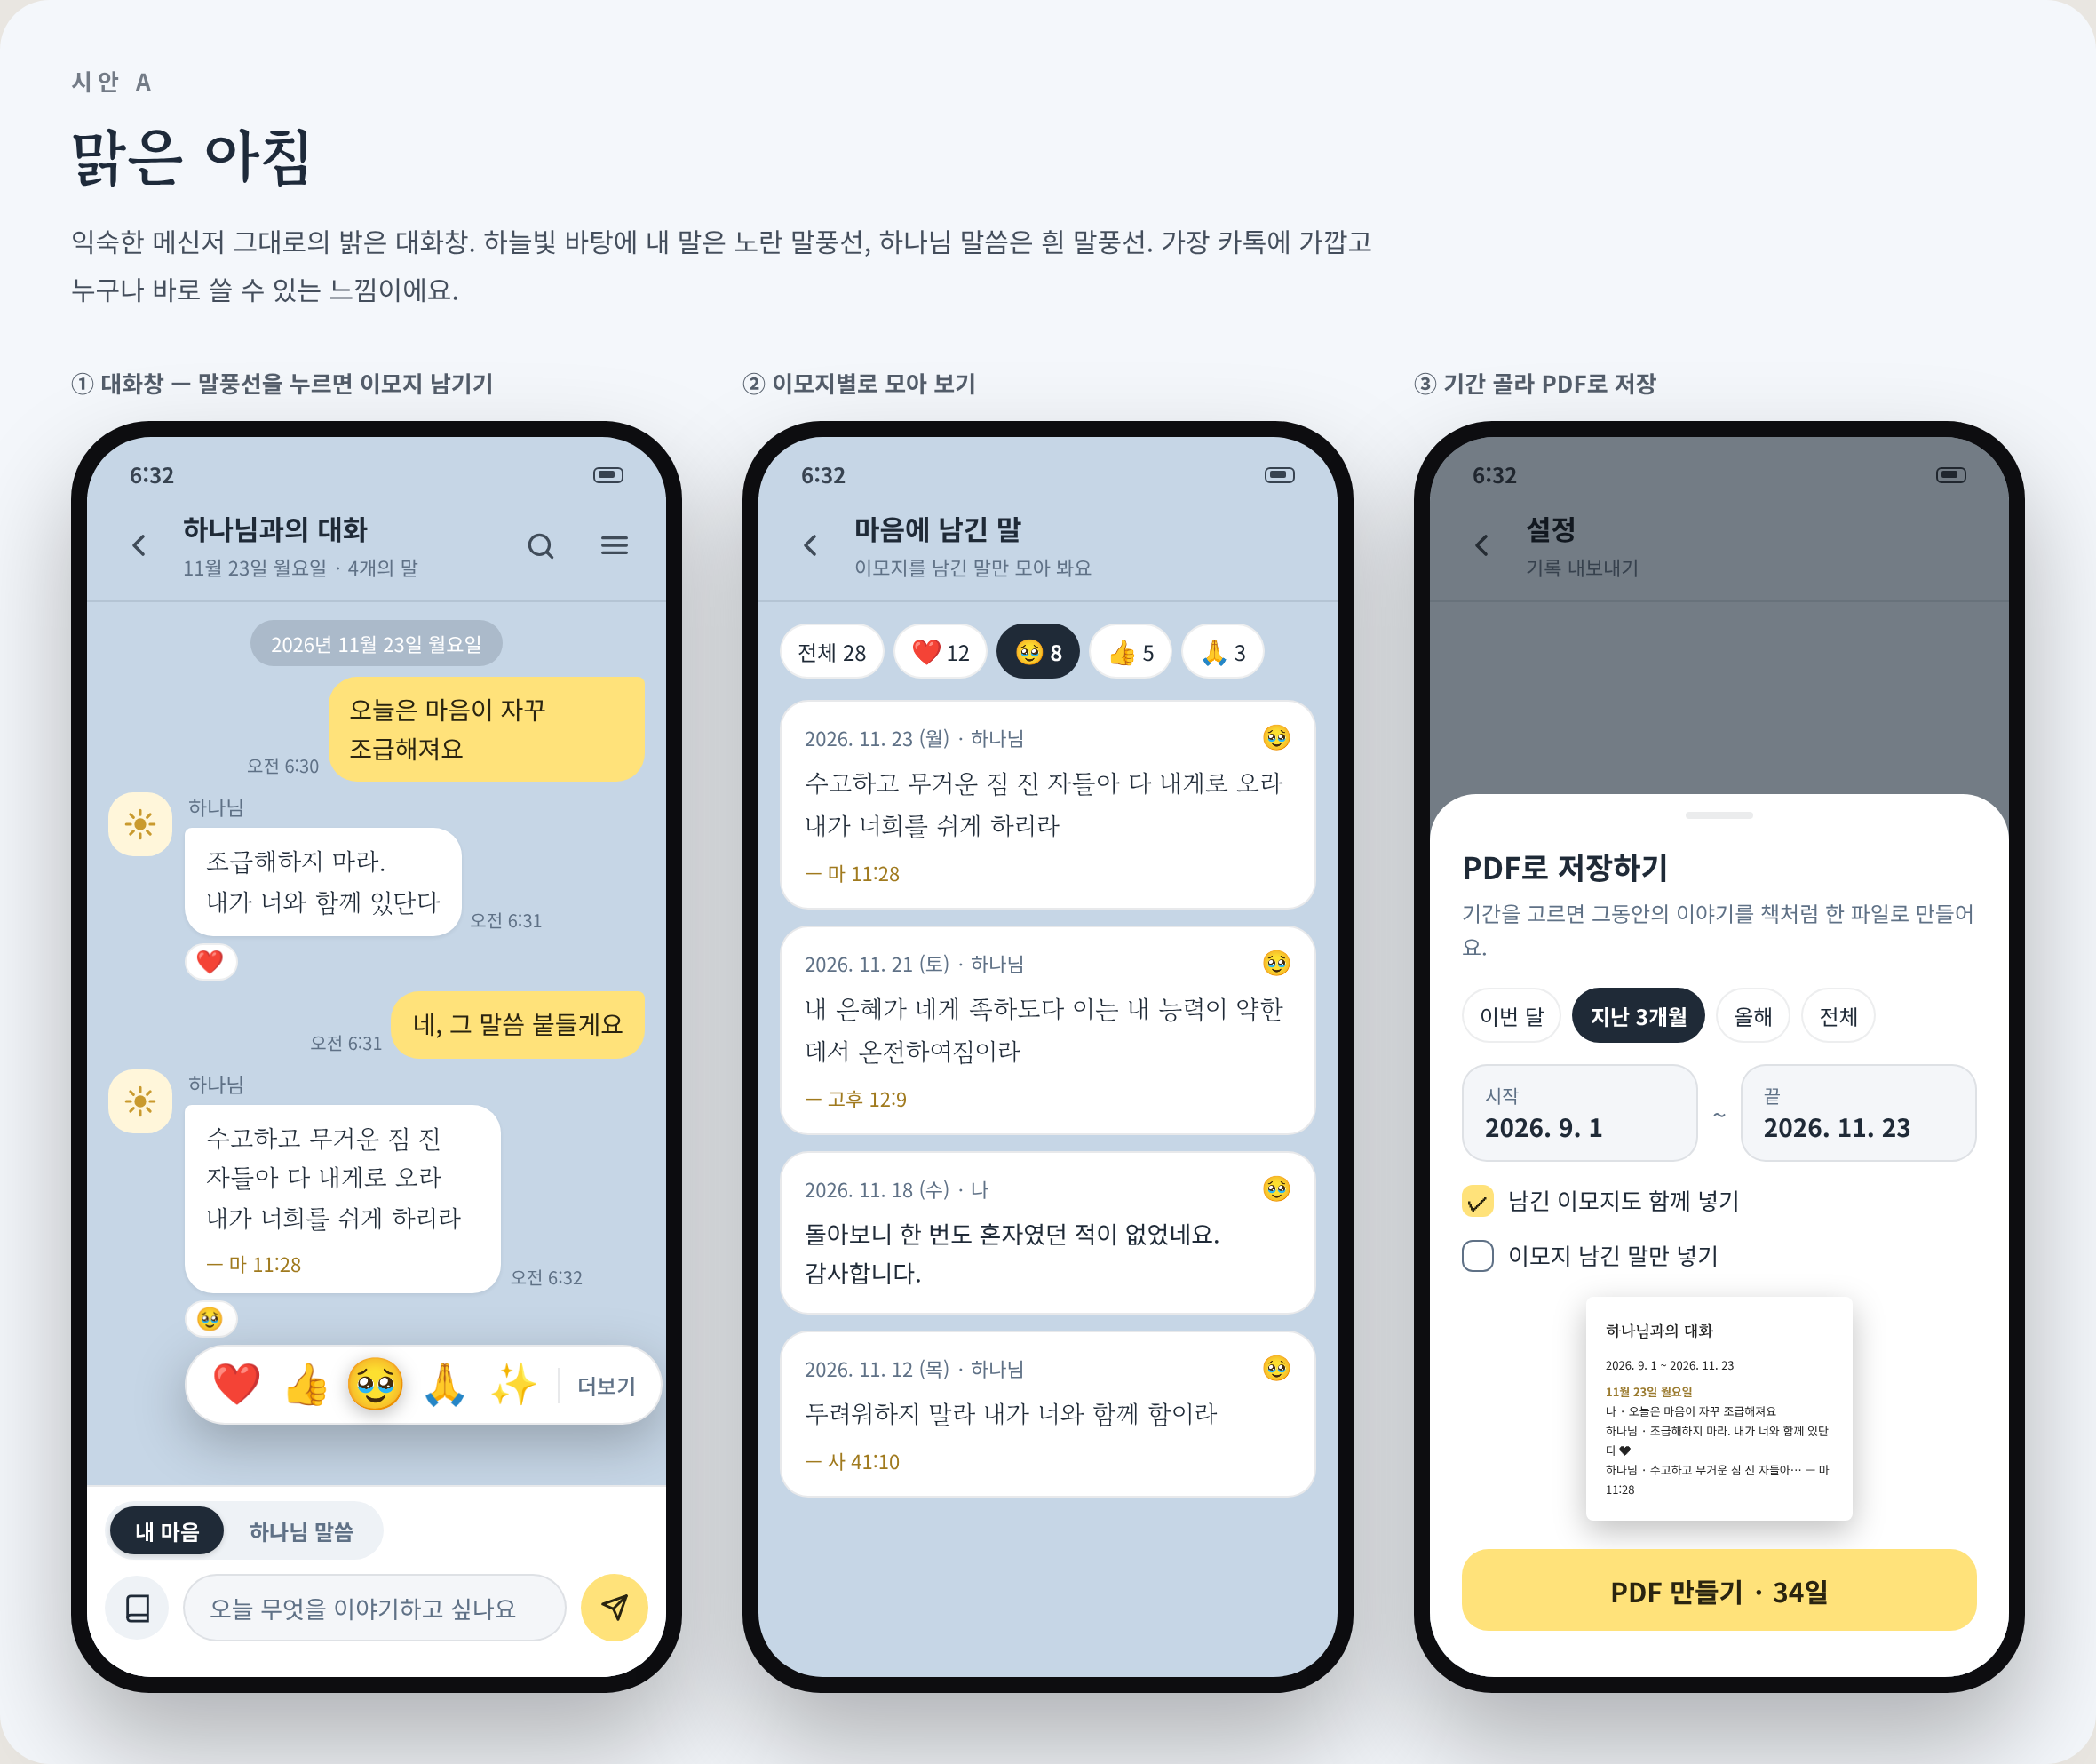 시안 A
맑은 아침
익숙한 메신저 그대로의 밝은 대화창. 하늘빛 바탕에 내 말은 노란 말풍선, 하나님 말씀은 흰 말풍선. 가장 카톡에 가깝고
누구나 바로 쓸 수 있는 느낌이에요.
① 대화창 — 말풍선을 누르면 이모지 남기기
6:32
하나님과의 대화
11월 23일 월요일 · 4개의 말
2026년 11월 23일 월요일
오늘은 마음이 자꾸
조급해져요
오전 6:30
하나님
조급해하지 마라.
내가 너와 함께 있단다
오전 6:31
❤️
네, 그 말씀 붙들게요
오전 6:31
하나님
수고하고 무거운 짐 진
자들아 다 내게로 오라
내가 너희를 쉬게 하리라
— 마 11:28
오전 6:32
🥹
❤️ 👍 🥹 🙏 ✨ 더보기
내 마음 하나님 말씀
오늘 무엇을 이야기하고 싶나요
② 이모지별로 모아 보기
6:32
마음에 남긴 말
이모지를 남긴 말만 모아 봐요
전체 28 ❤️ 12 🥹 8 👍 5 🙏 3
2026. 11. 23 (월) · 하나님 🥹
수고하고 무거운 짐 진 자들아 다 내게로 오라
내가 너희를 쉬게 하리라
— 마 11:28
2026. 11. 21 (토) · 하나님 🥹
내 은혜가 네게 족하도다 이는 내 능력이 약한
데서 온전하여짐이라
— 고후 12:9
2026. 11. 18 (수) · 나 🥹
돌아보니 한 번도 혼자였던 적이 없었네요.
감사합니다.
2026. 11. 12 (목) · 하나님 🥹
두려워하지 말라 내가 너와 함께 함이라
— 사 41:10
③ 기간 골라 PDF로 저장
6:32
설정
기록 내보내기
PDF로 저장하기
기간을 고르면 그동안의 이야기를 책처럼 한 파일로 만들어
요.
이번 달 지난 3개월 올해 전체
시작
2026. 9. 1
~
끝
2026. 11. 23
남긴 이모지도 함께 넣기
이모지 남긴 말만 넣기
하나님과의 대화
2026. 9. 1 ~ 2026. 11. 23
11월 23일 월요일
나 · 오늘은 마음이 자꾸 조급해져요
하나님 · 조급해하지 마라. 내가 너와 함께 있단
다 ♥
하나님 · 수고하고 무거운 짐 진 자들아… — 마
11:28
PDF 만들기 · 34일